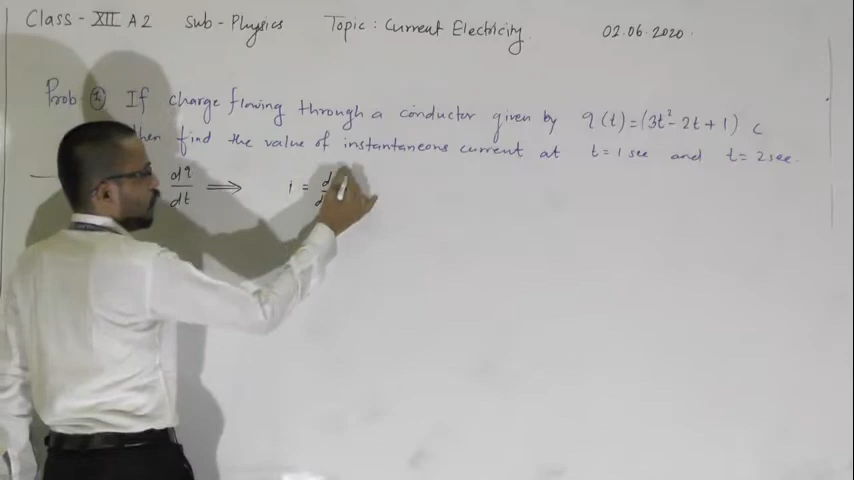 Class - XII A2 Sub - Physics Topic : Current Electricity 02.06.2020.
Prob ① If charge flowing through a conductor given by q(t) = (3t² - 2t + 1) C
then find the value of instantaneous current at t = 1 sec and t = 2 sec.
dq/dt ⟹ i = d/d